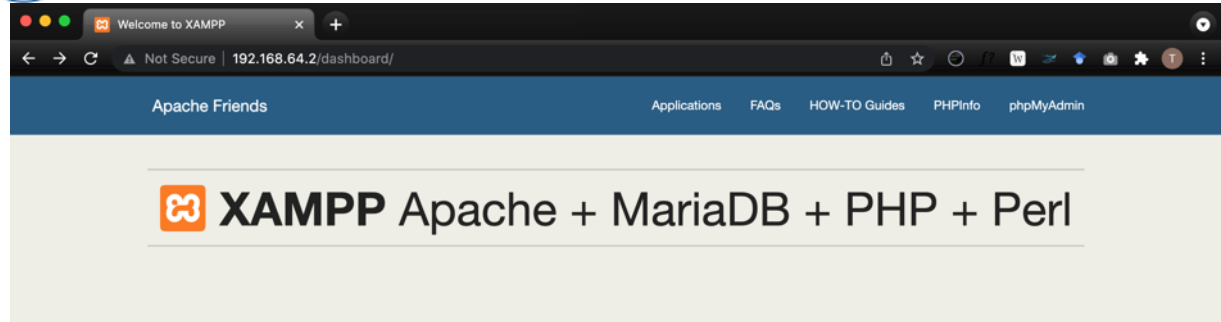 Welcome to XAMPP
Not Secure | 192.168.64.2/dashboard/
Apache Friends
Applications FAQs HOW-TO Guides PHPInfo phpMyAdmin
XAMPP Apache + MariaDB + PHP + Perl